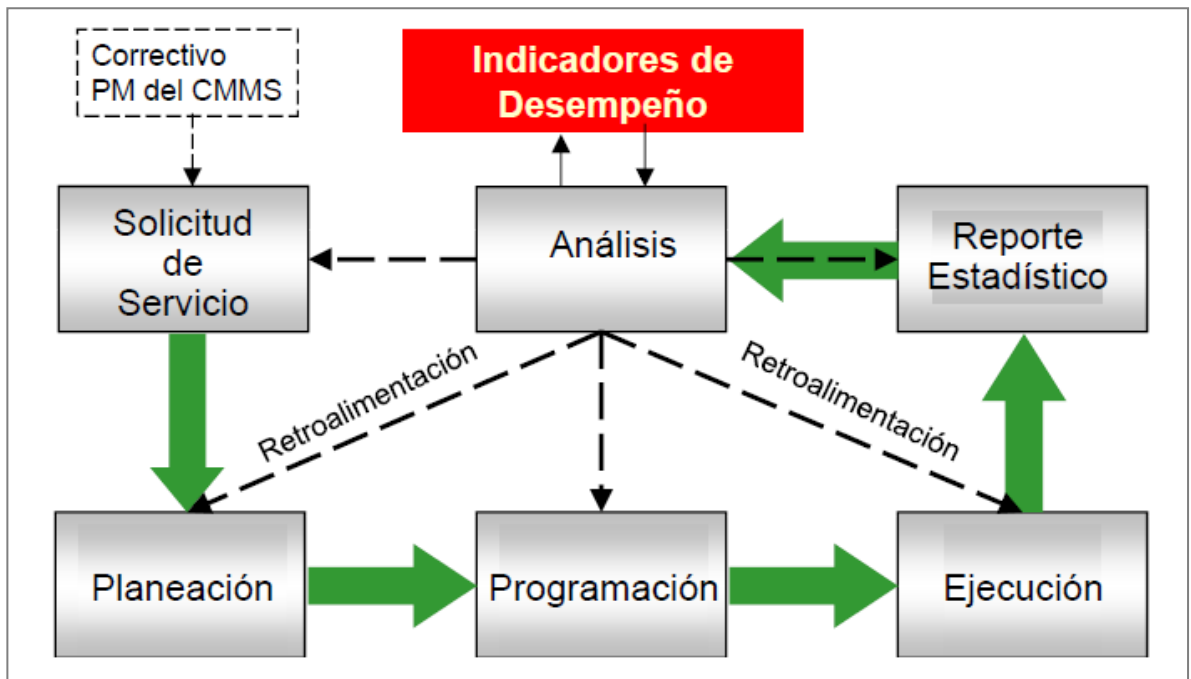 Correctivo
PM del CMMS
Indicadores de
Desempeño
Solicitud
de
Servicio
Análisis
Reporte
Estadístico
Retroalimentación
Retroalimentación
Planeación
Programación
Ejecución